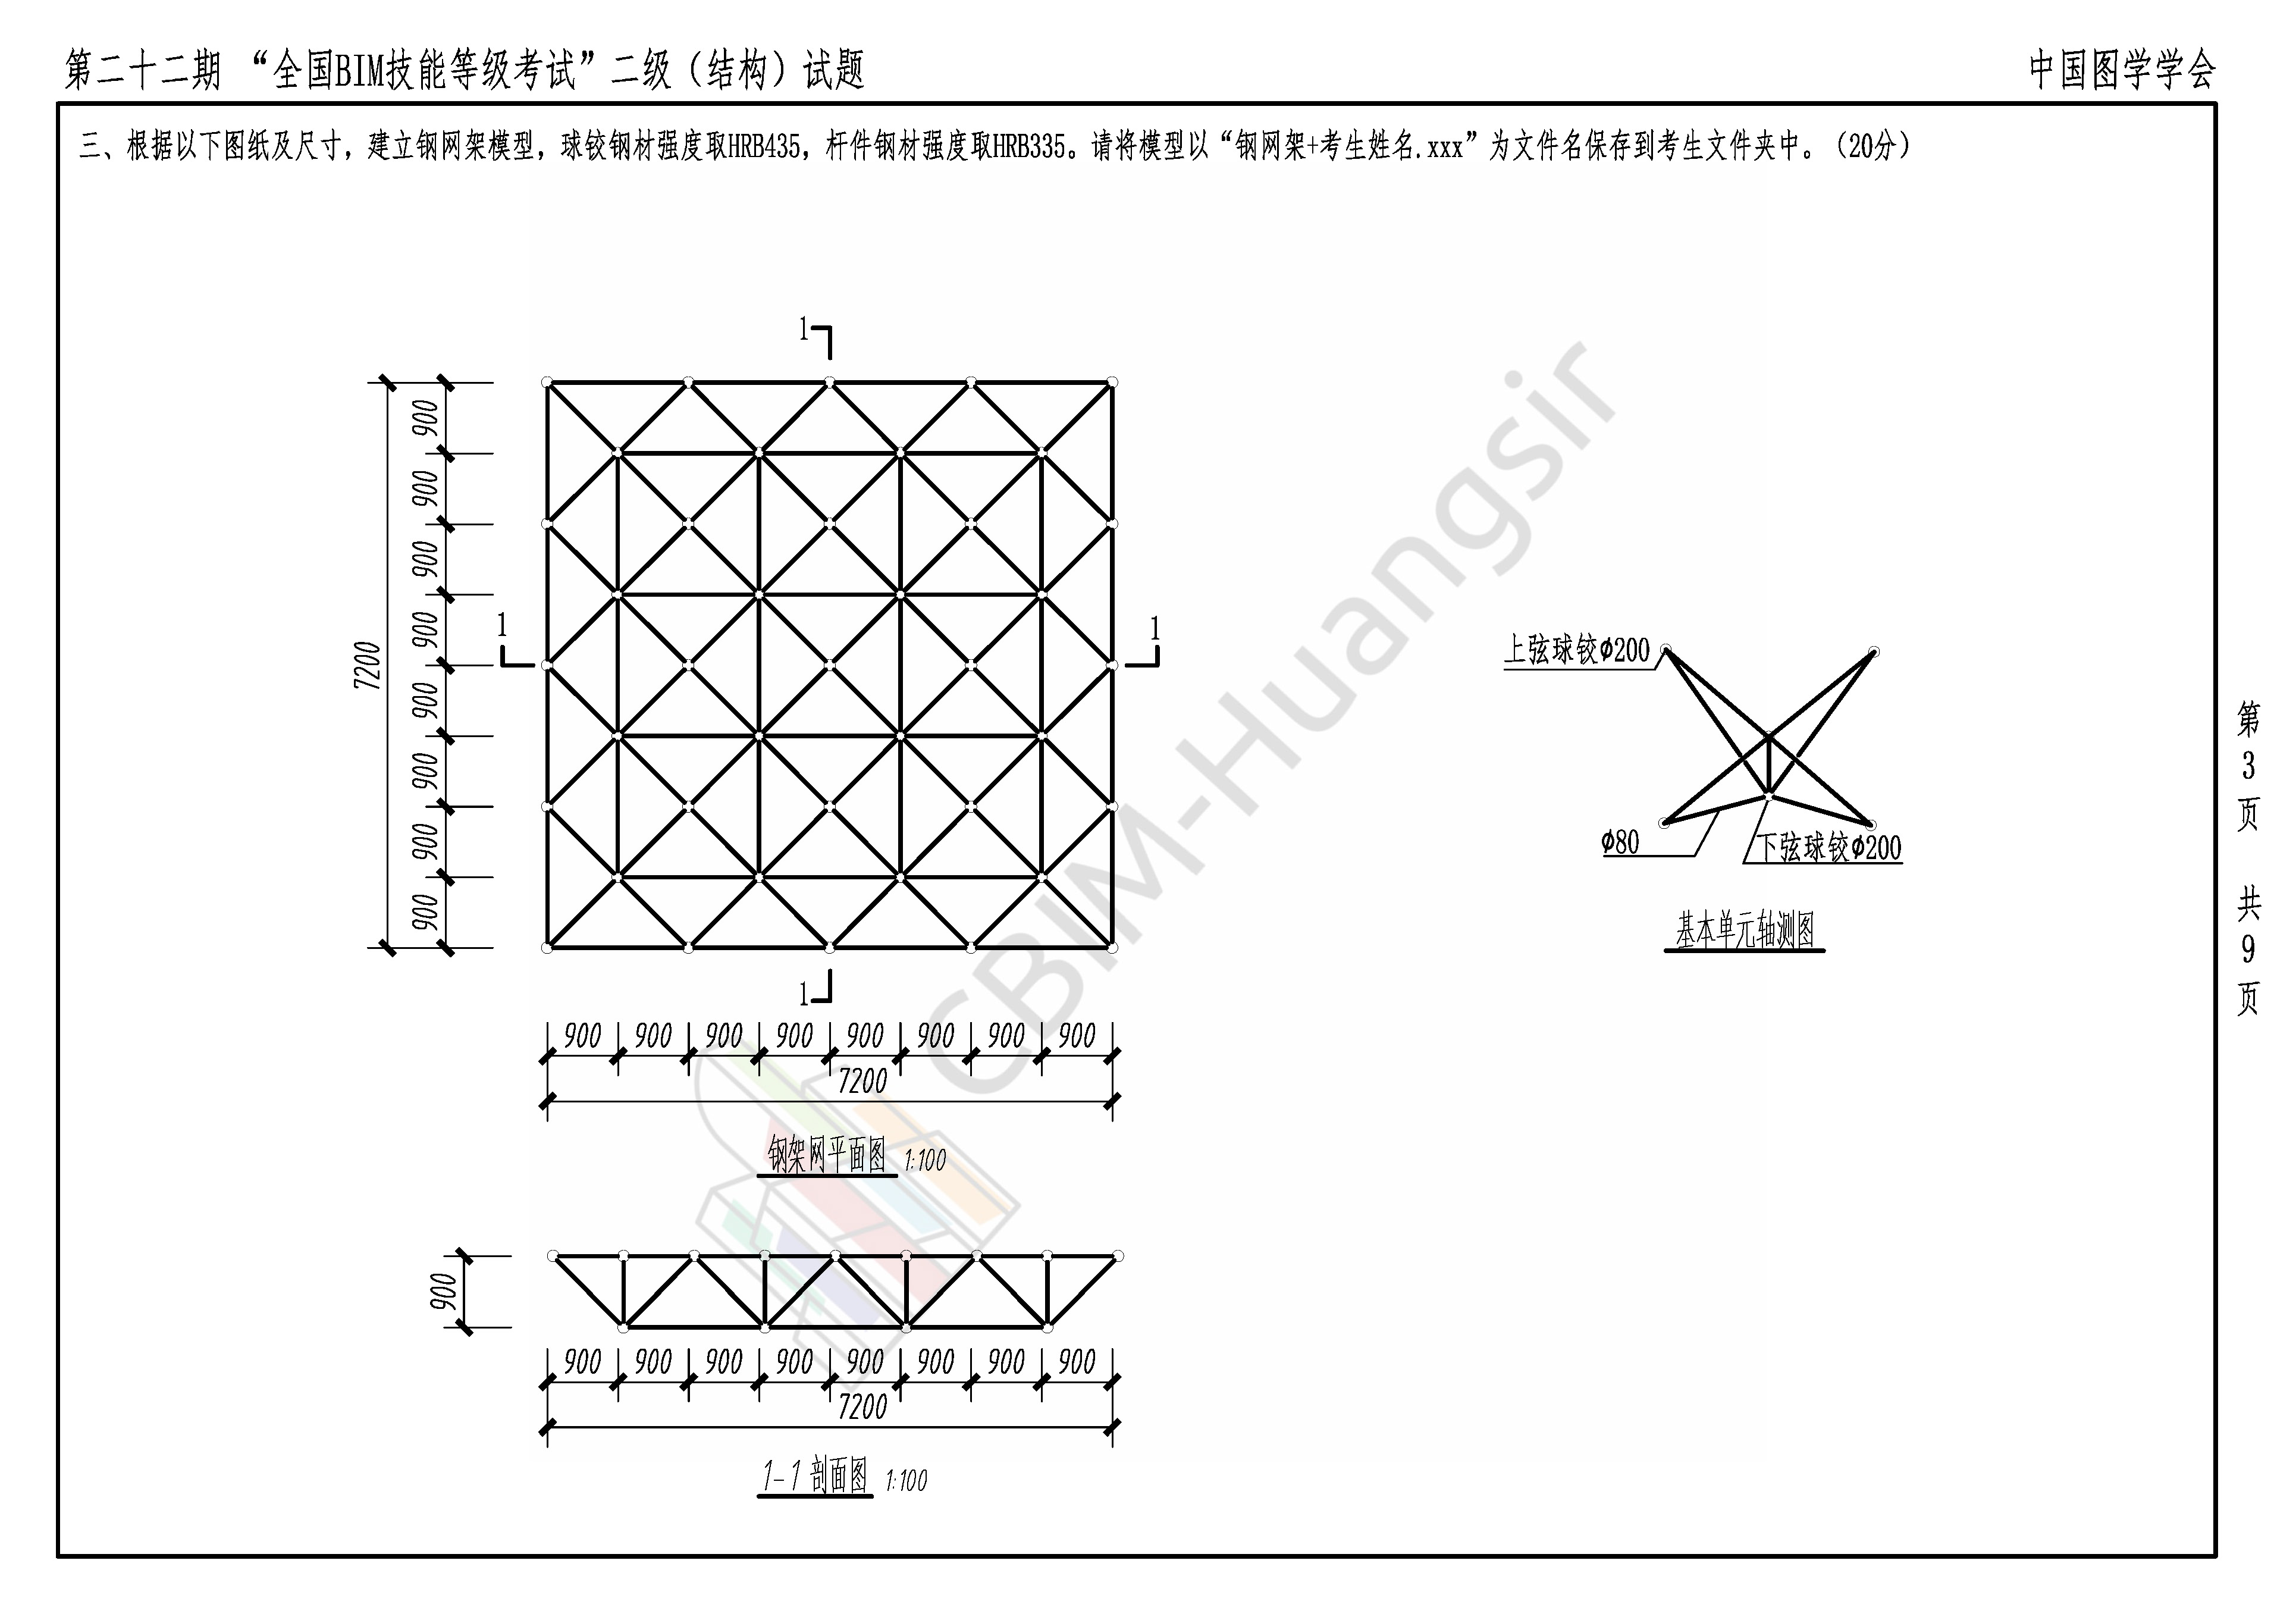 第二十二期 “全国BIM技能等级考试”二级（结构）试题
中国图学学会
三、根据以下图纸及尺寸，建立钢网架模型，球铰钢材强度取HRB435，杆件钢材强度取HRB335。请将模型以“钢网架+考生姓名.xxx”为文件名保存到考生文件夹中。（20分）
1
900
900
900
900
900
900
900
900
7200
1
1
1
上弦球铰ϕ200
ϕ80
下弦球铰ϕ200
基本单元轴测图
900 900 900 900 900 900 900 900
7200
钢架网平面图 1:100
900
900 900 900 900 900 900 900 900
7200
1-1 剖面图 1:100
第
3
页
共
9
页
CBIM-Huangsir